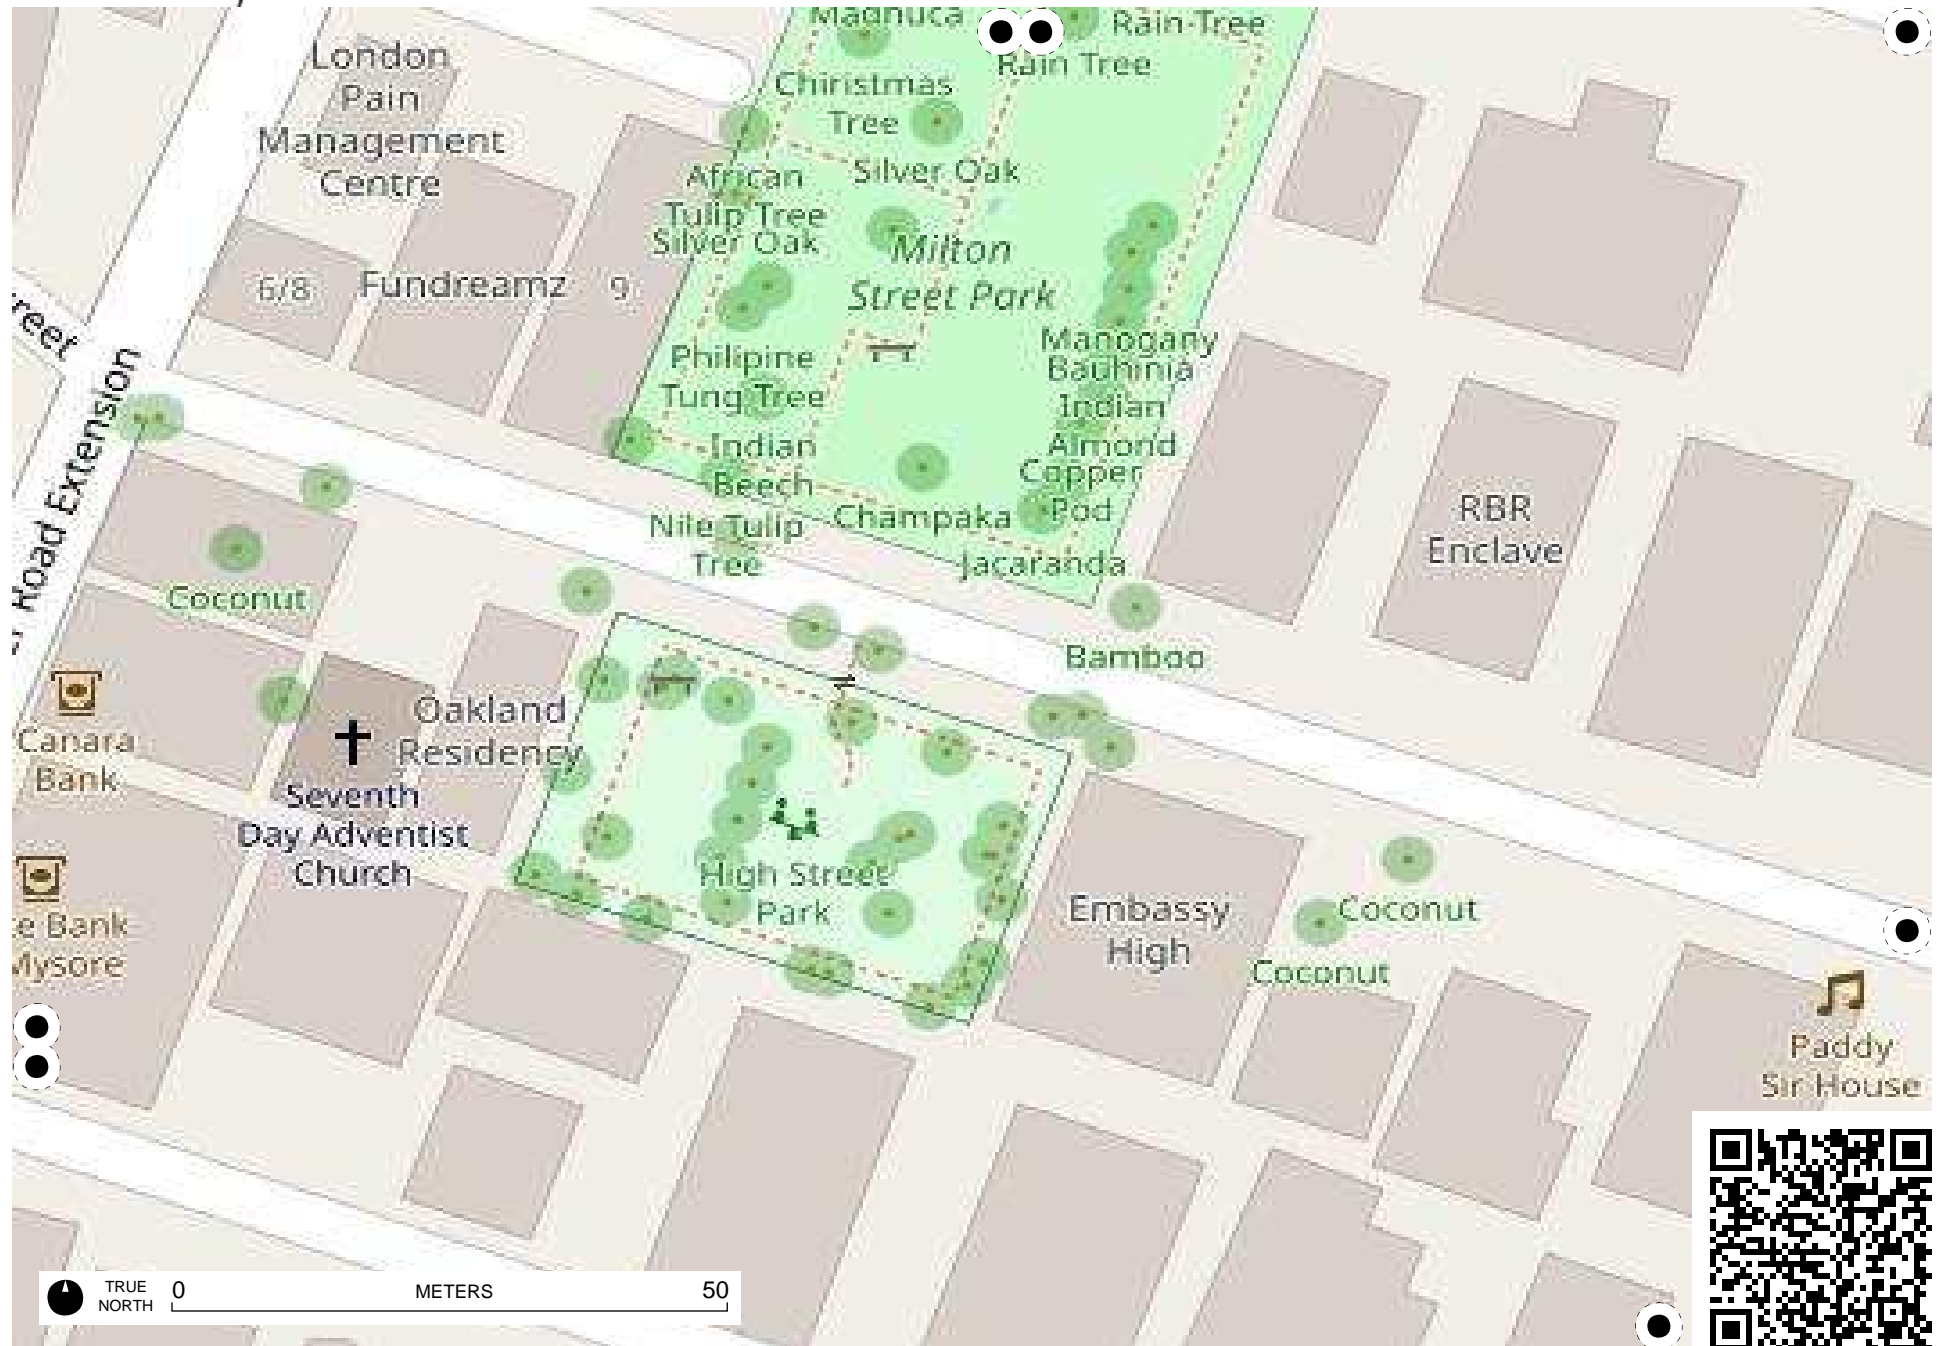 Madhuca
Rain-Tree
Rain Tree
London
Pain
Management
Centre
Chiristmas
Tree
Silver Oak
African
Tulip Tree
Silver Oak
Milton
Street Park
6/8
Fundreamz
9
Philipine
Tung Tree
Manogany
Bauhinia
Indian
Almond
Indian
Beech
Copper
Pod
Nile Tulip
Tree
Champaka
Jacaranda
RBR
Enclave
Road Extension
Coconut
Bamboo
Oakland
Residency
Canara
Bank
Seventh
Day Adventist
Church
High Street
Park
Embassy
High
Coconut
Coconut
Bank
Mysore
Paddy
Sir House
TRUE
NORTH
0 METERS 50